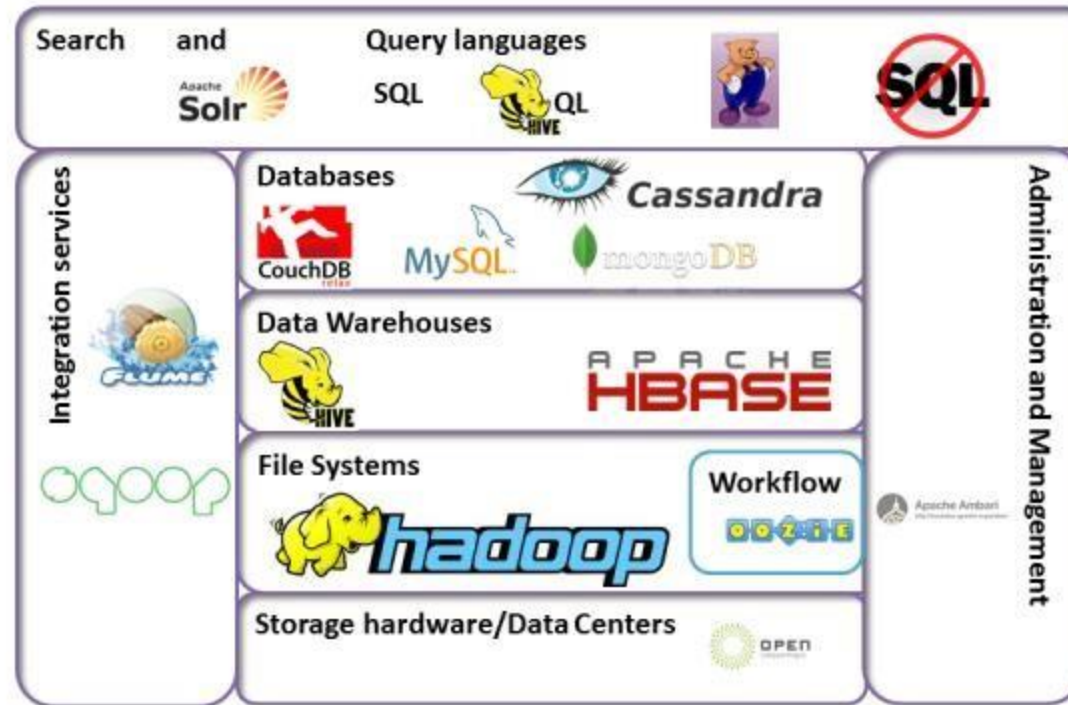 Search and Query languages
Apache
Solr
SQL
HIVE
QL
SQL
Integration services
FLUME
sqoop
Databases
Cassandra
CouchDB
relax
MySQL
mongoDB
Data Warehouses
HIVE
APACHE
HBASE
File Systems
hadoop
Workflow
OOZIE
Storage hardware/Data Centers
OPEN
Administration and Management
Apache Ambari